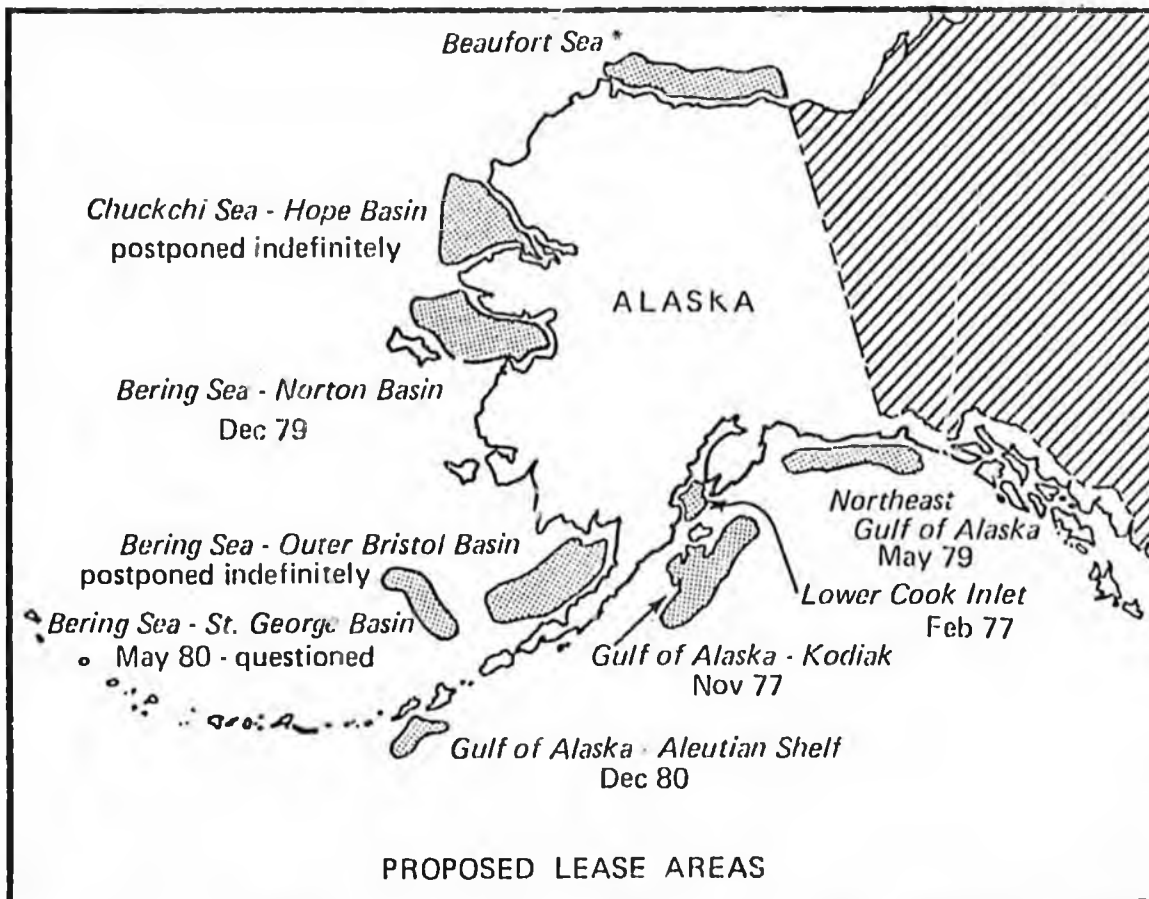 Beaufort Sea *
Chuckchi Sea - Hope Basin
postponed indefinitely
ALASKA
Bering Sea - Norton Basin
Dec 79
Northeast
Gulf of Alaska
May 79
Bering Sea - Outer Bristol Basin
postponed indefinitely
Lower Cook Inlet
Feb 77
Bering Sea - St. George Basin
May 80 - questioned
Gulf of Alaska - Kodiak
Nov 77
Gulf of Alaska - Aleutian Shelf
Dec 80
PROPOSED LEASE AREAS